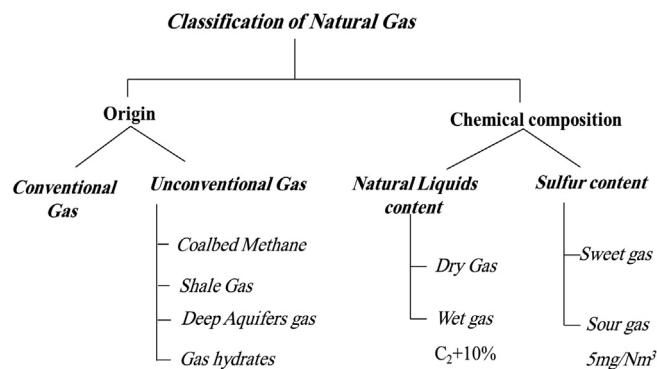 Classification of Natural Gas
Origin
Chemical composition
Conventional
Gas
Unconventional Gas
Coalbed Methane
Shale Gas
Deep Aquifers gas
Gas hydrates
Natural Liquids
content
Dry Gas
Wet gas
C₂+10%
Sulfur content
Sweet gas
Sour gas
5mg/Nm³